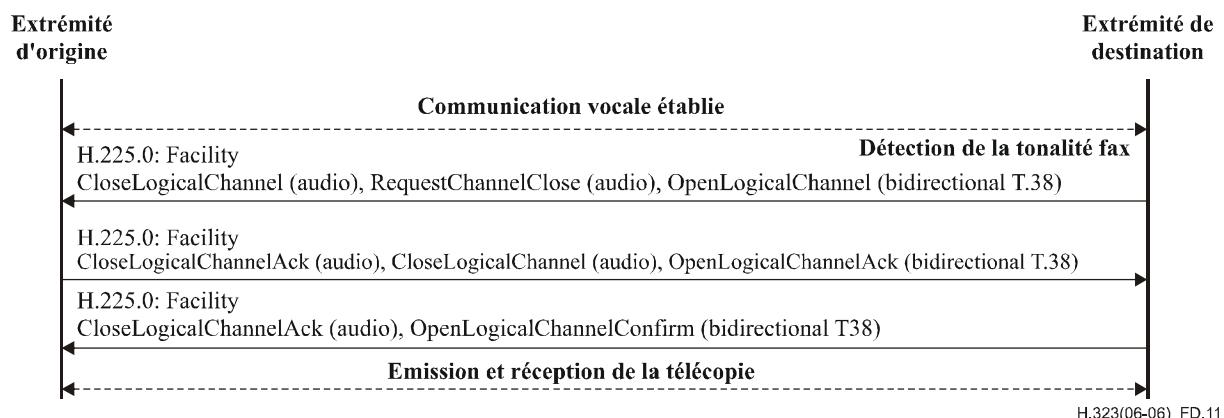 Extrémité
d'origine
Extrémité de
destination
Communication vocale établie
Détection de la tonalité fax
H.225.0: Facility
CloseLogicalChannel (audio), RequestChannelClose (audio), OpenLogicalChannel (bidirectional T.38)
H.225.0: Facility
CloseLogicalChannelAck (audio), CloseLogicalChannel (audio), OpenLogicalChannelAck (bidirectional T.38)
H.225.0: Facility
CloseLogicalChannelAck (audio), OpenLogicalChannelConfirm (bidirectional T38)
Emission et réception de la télécopie
H.323(06-06)_FD.11